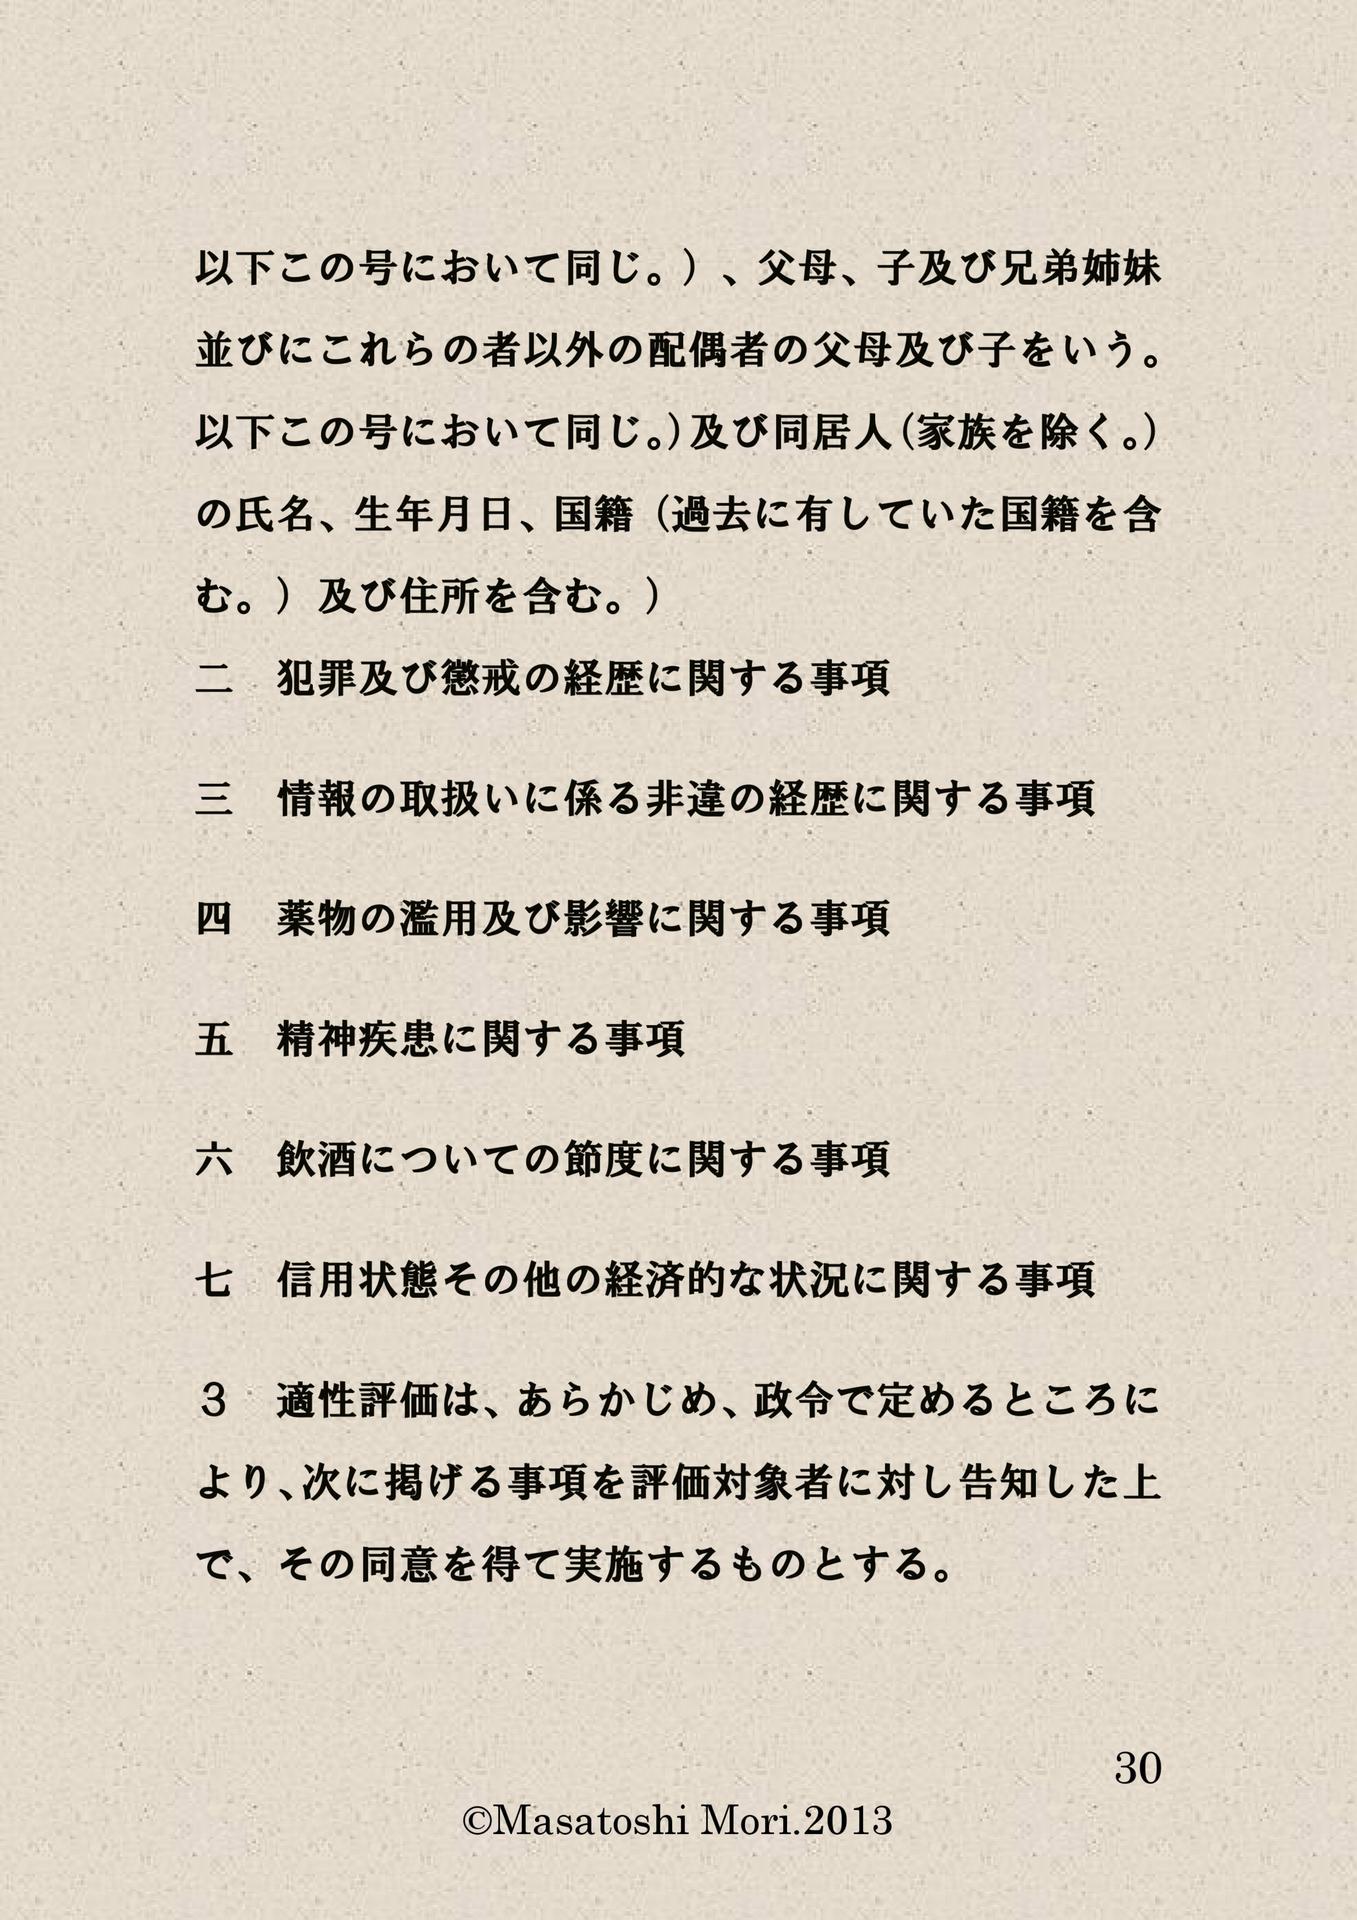 以下この号において同じ。）、父母、子及び兄弟姉妹
並びにこれらの者以外の配偶者の父母及び子をいう。
以下この号において同じ。）及び同居人（家族を除く。）
の氏名、生年月日、国籍（過去に有していた国籍を含
む。）及び住所を含む。）
二　犯罪及び懲戒の経歴に関する事項
三　情報の取扱いに係る非違の経歴に関する事項
四　薬物の濫用及び影響に関する事項
五　精神疾患に関する事項
六　飲酒についての節度に関する事項
七　信用状態その他の経済的な状況に関する事項
３　適性評価は、あらかじめ、政令で定めるところに
より、次に掲げる事項を評価対象者に対し告知した上
で、その同意を得て実施するものとする。
30
©Masatoshi Mori.2013